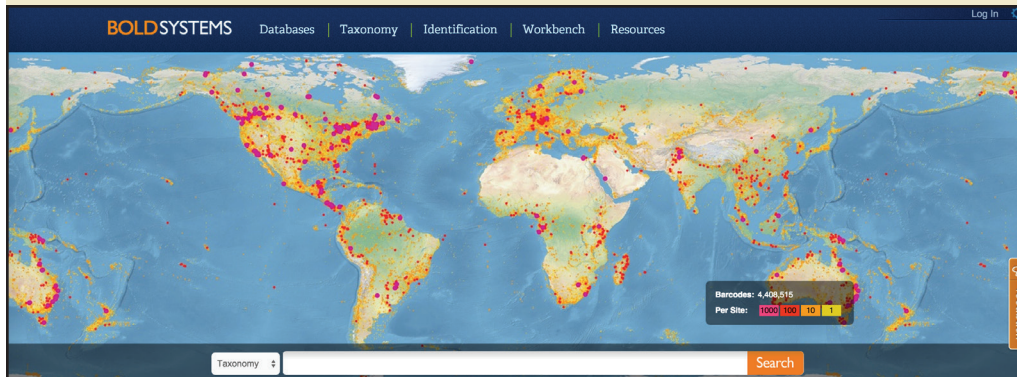 Log In
BOLDSYSTEMS Databases Taxonomy Identification Workbench Resources
Barcodes: 4,408,515
Per Site: 1000 100 10 1
Taxonomy Search